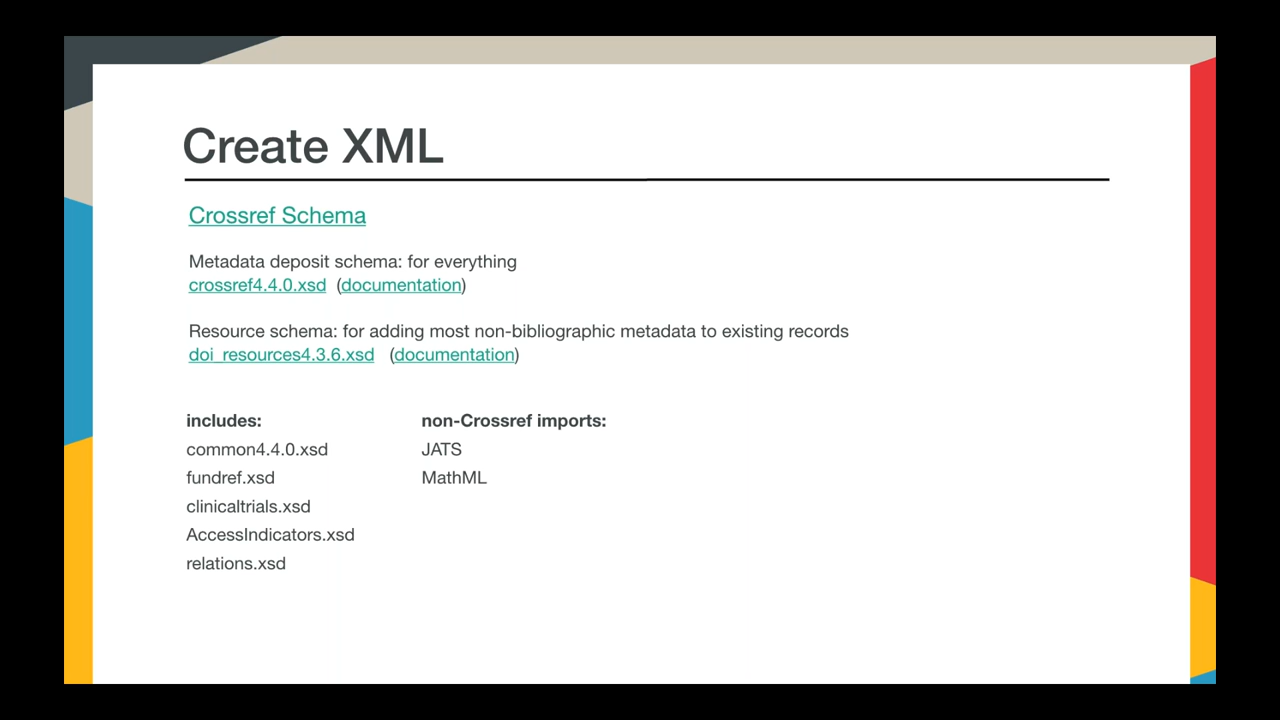 Create XML
Crossref Schema
Metadata deposit schema: for everything
crossref4.4.0.xsd (documentation)
Resource schema: for adding most non-bibliographic metadata to existing records
doi_resources4.3.6.xsd (documentation)
includes:
common4.4.0.xsd
fundref.xsd
clinicaltrials.xsd
AccessIndicators.xsd
relations.xsd
non-Crossref imports:
JATS
MathML